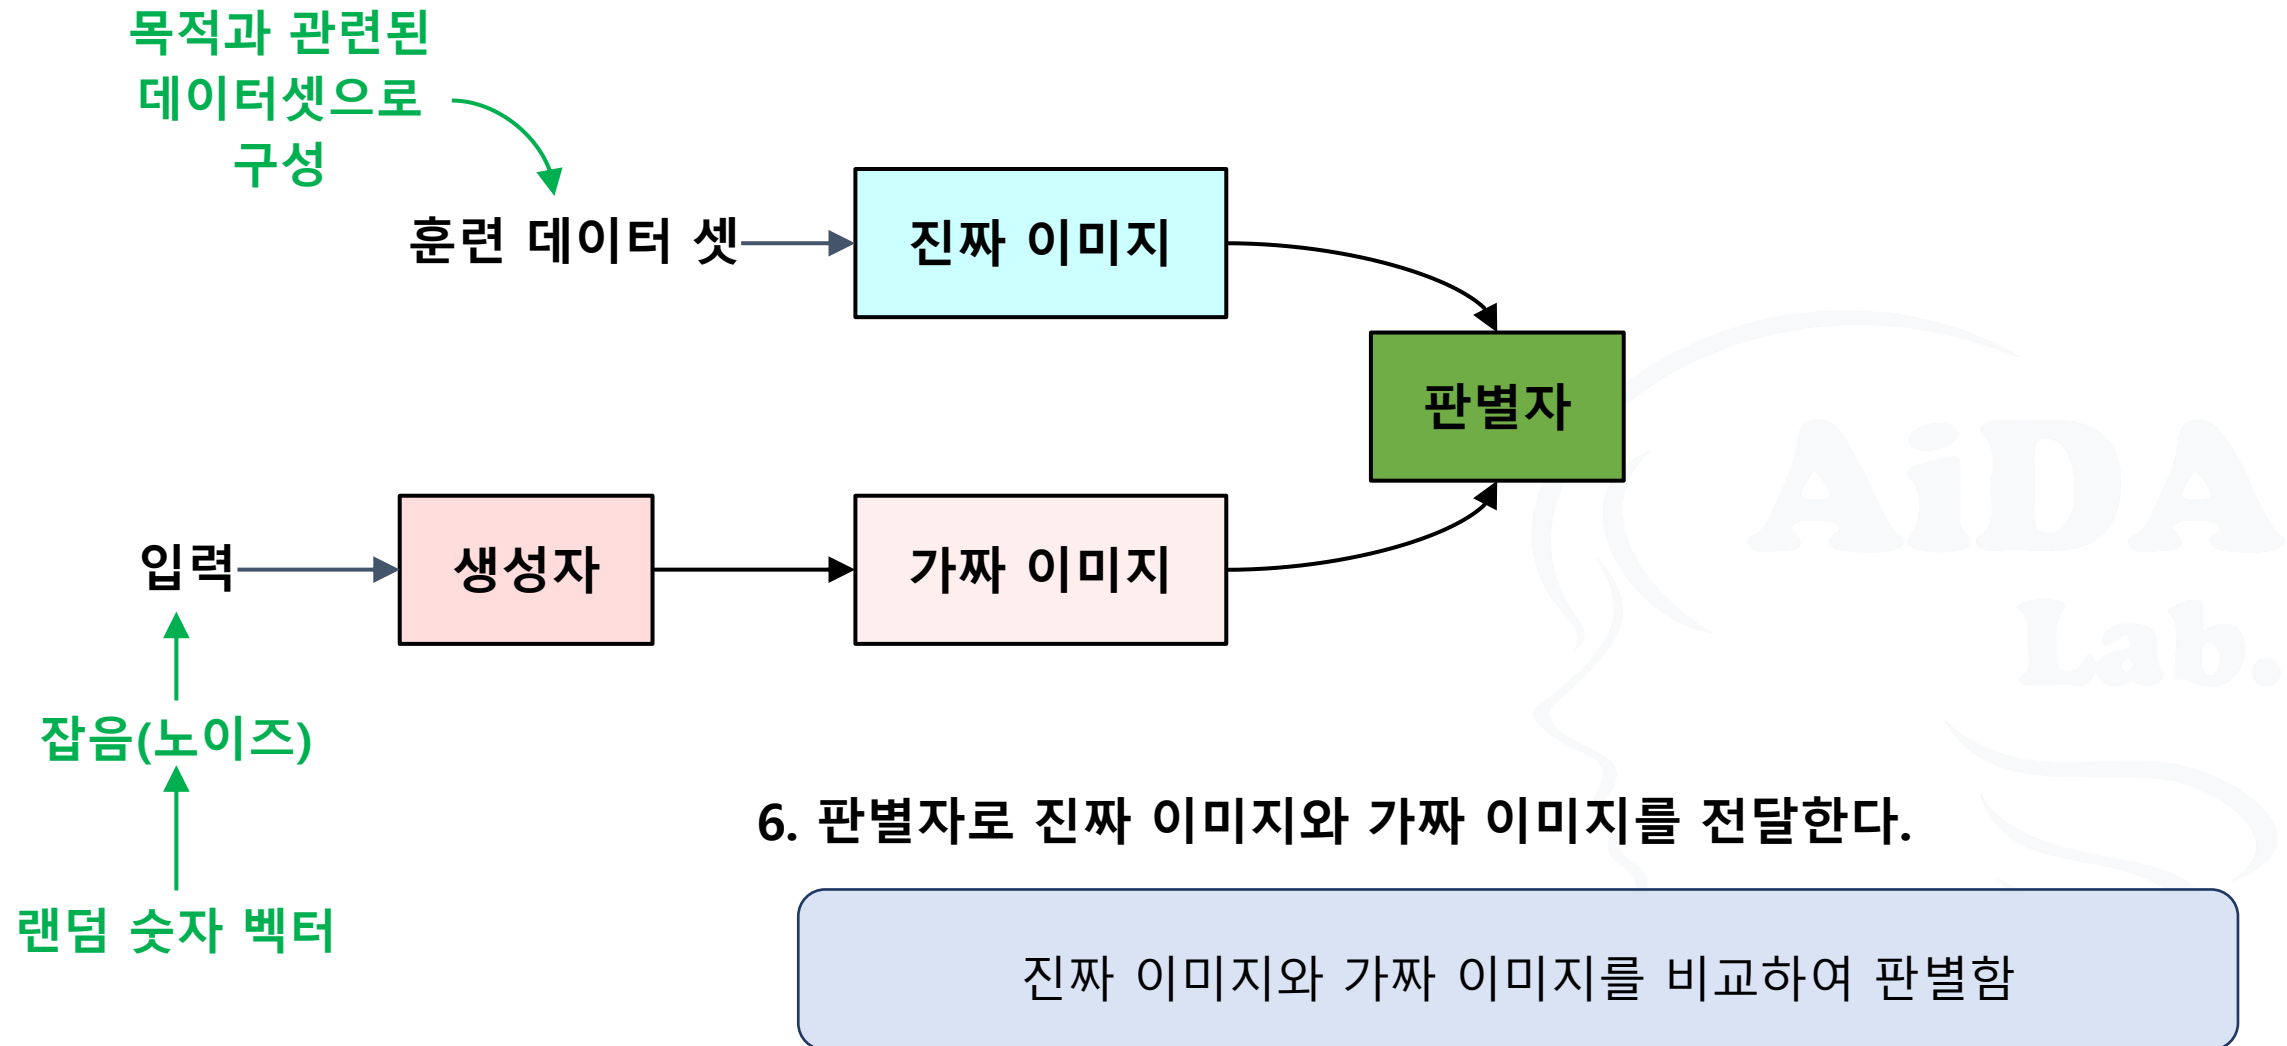 목적과 관련된
데이터셋으로
구성
훈련 데이터 셋
진짜 이미지
판별자
입력
생성자
가짜 이미지
잡음(노이즈)
랜덤 숫자 벡터
AiDA
Lab.
6. 판별자로 진짜 이미지와 가짜 이미지를 전달한다.
진짜 이미지와 가짜 이미지를 비교하여 판별함